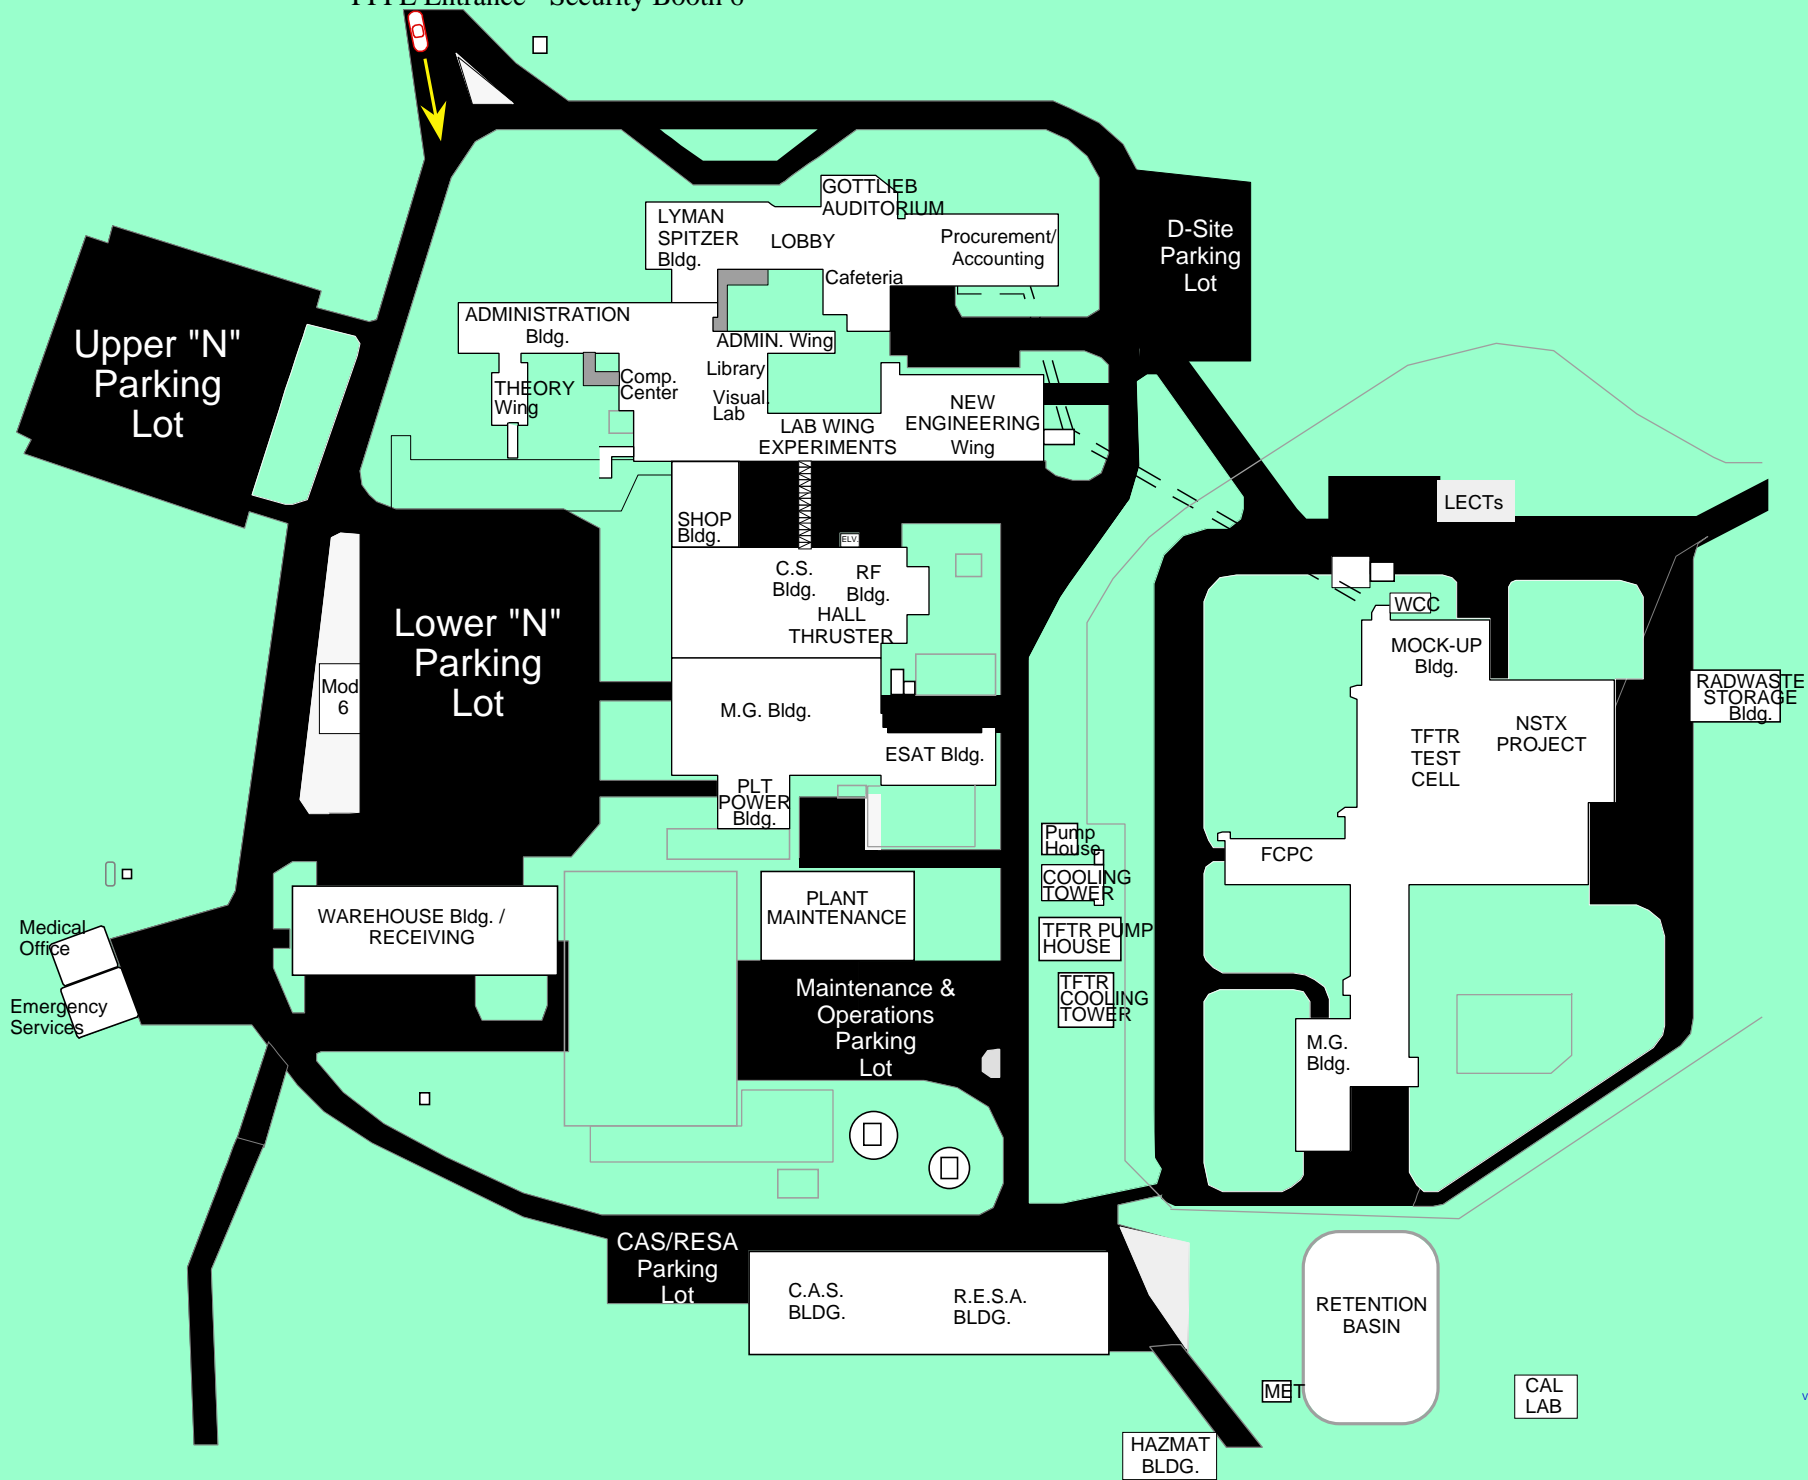 LYMAN
SPITZER
Bldg.
LOBBY
GOTTLIEB
AUDITORIUM
Procurement/
Accounting
Cafeteria
D-Site
Parking
Lot
ADMINISTRATION
Bldg.
ADMIN. Wing
Library
Visual.
Lab
Comp.
Center
THEORY
Wing
LAB WING
EXPERIMENTS
NEW
ENGINEERING
Wing
Upper "N"
Parking
Lot
SHOP
Bldg.
ELV.
C.S.
Bldg.
RF
Bldg.
HALL
THRUSTER
LECTs
WCC
MOCK-UP
Bldg.
Lower "N"
Parking
Lot
Mod
6
M.G. Bldg.
ESAT Bldg.
PLT
POWER
Bldg.
TFTR
TEST
CELL
NSTX
PROJECT
RADWASTE
STORAGE
Bldg.
FCPC
Pump
House
COOLING
TOWER
TFTR PUMP
HOUSE
TFTR
COOLING
TOWER
WAREHOUSE Bldg. /
RECEIVING
PLANT
MAINTENANCE
Medical
Office
Emergency
Services
Maintenance &
Operations
Parking
Lot
M.G.
Bldg.
CAS/RESA
Parking
Lot
C.A.S.
BLDG.
R.E.S.A.
BLDG.
RETENTION
BASIN
MET
CAL
LAB
HAZMAT
BLDG.